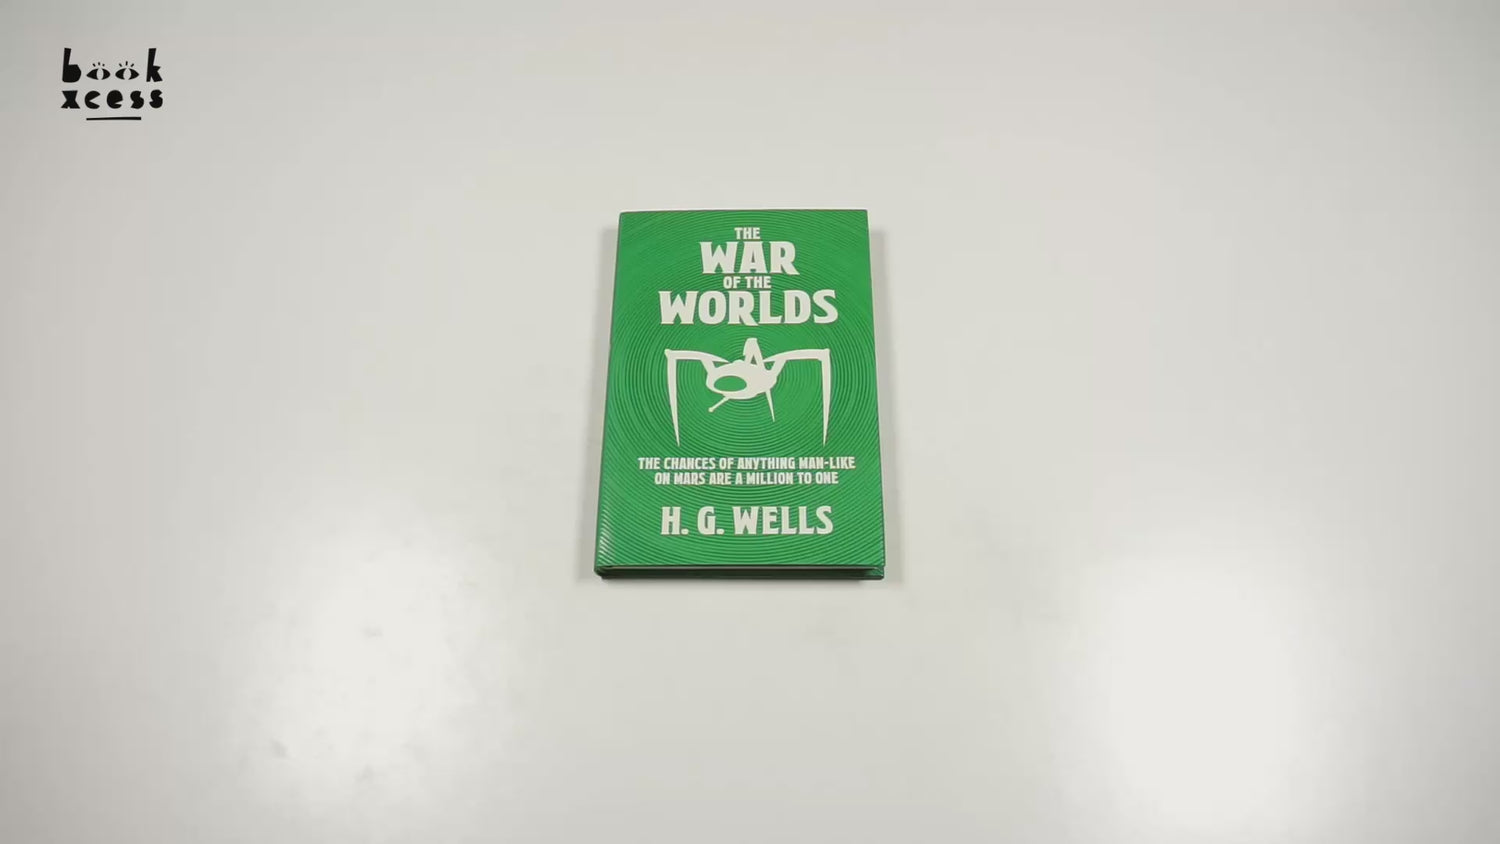 book
xcess
THE
WAR
OF THE
WORLDS
THE CHANCES OF ANYTHING MAN-LIKE
ON MARS ARE A MILLION TO ONE
H. G. WELLS